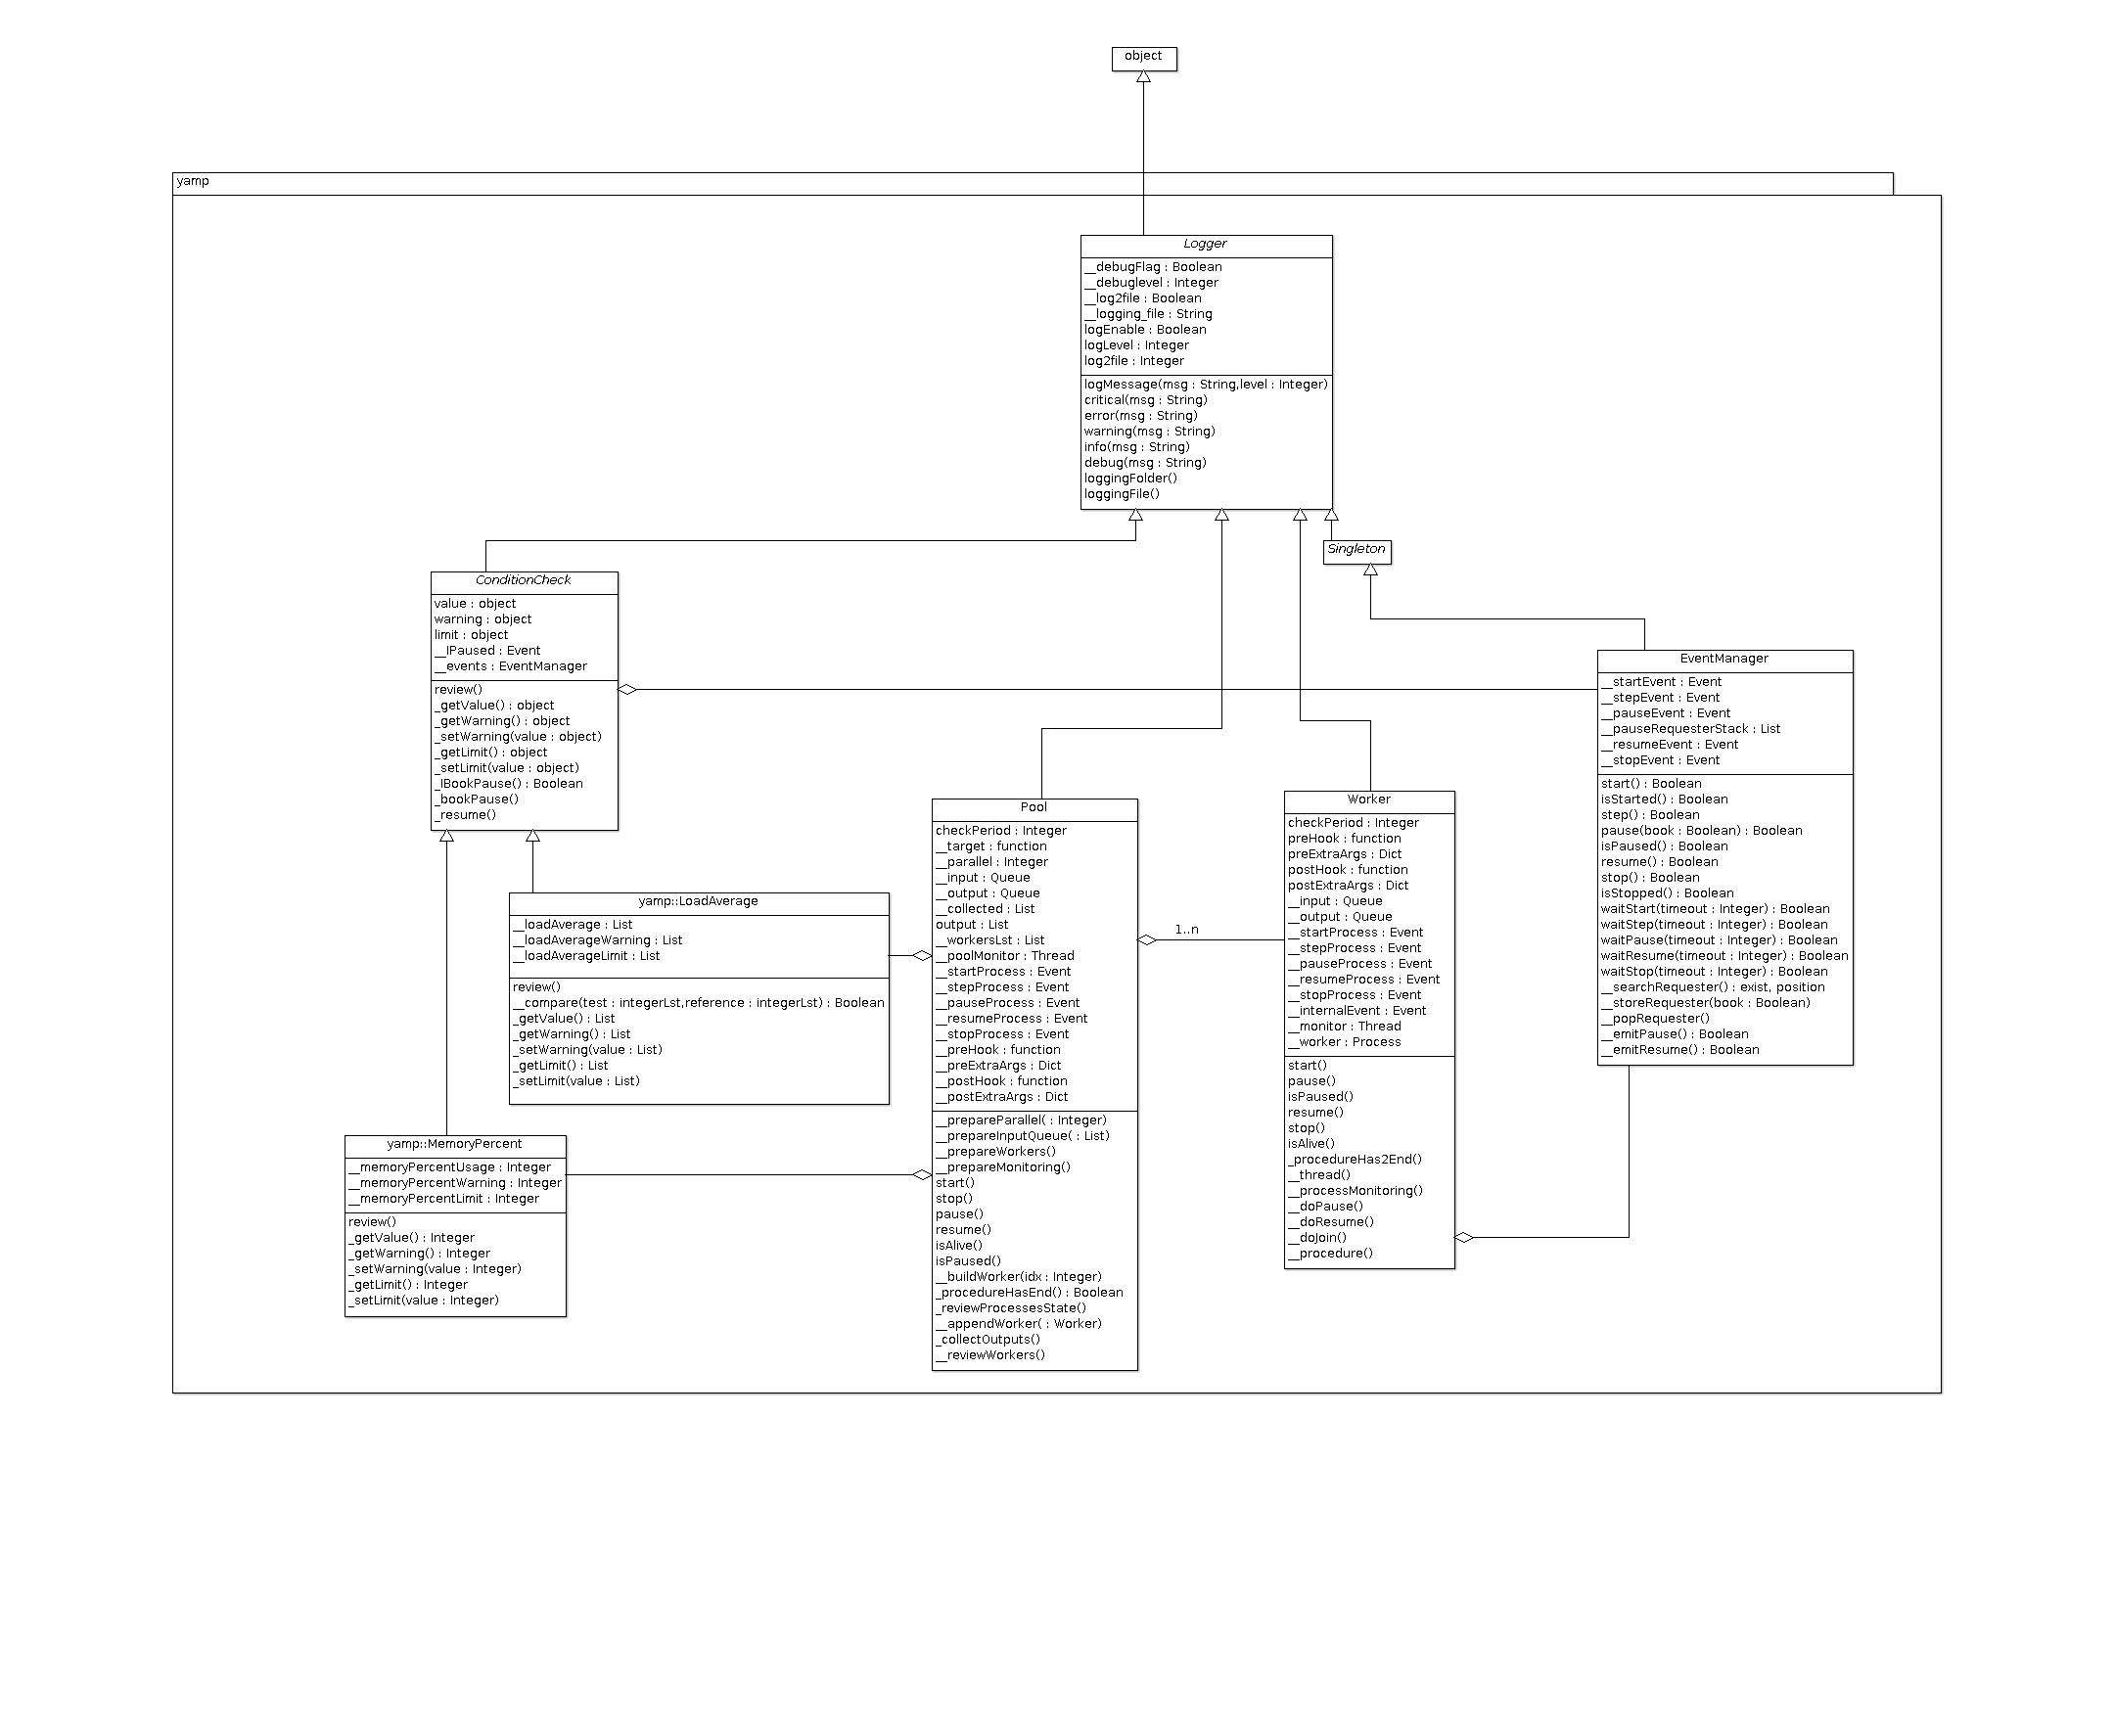 object
yamp
Logger
__debugFlag : Boolean
__debuglevel : Integer
__log2file : Boolean
__logging_file : String
logEnable : Boolean
logLevel : Integer
log2file : Integer
logMessage(msg : String,level : Integer)
critical(msg : String)
error(msg : String)
warning(msg : String)
info(msg : String)
debug(msg : String)
loggingFolder()
loggingFile()
Singleton
ConditionCheck
value : object
warning : object
limit : object
__IPaused : Event
__events : EventManager
review()
_getValue() : object
_getWarning() : object
_setWarning(value : object)
_getLimit() : object
_setLimit(value : object)
_IBookPause() : Boolean
_bookPause()
_resume()
EventManager
__startEvent : Event
__stepEvent : Event
__pauseEvent : Event
__pauseRequesterStack : List
__resumeEvent : Event
__stopEvent : Event
start() : Boolean
isStarted() : Boolean
step() : Boolean
pause(book : Boolean) : Boolean
isPaused() : Boolean
resume() : Boolean
stop() : Boolean
isStopped() : Boolean
waitStart(timeout : Integer) : Boolean
waitStep(timeout : Integer) : Boolean
waitPause(timeout : Integer) : Boolean
waitResume(timeout : Integer) : Boolean
waitStop(timeout : Integer) : Boolean
__searchRequester() : exist, position
__storeRequester(book : Boolean)
__popRequester()
__emitPause() : Boolean
__emitResume() : Boolean
Pool
checkPeriod : Integer
__target : function
__parallel : Integer
__input : Queue
__output : Queue
__collected : List
output : List
__workersLst : List
__poolMonitor : Thread
__startProcess : Event
__stepProcess : Event
__pauseProcess : Event
__resumeProcess : Event
__stopProcess : Event
__preHook : function
__preExtraArgs : Dict
__postHook : function
__postExtraArgs : Dict
__prepareParallel( : Integer)
__prepareInputQueue( : List)
__prepareWorkers()
__prepareMonitoring()
start()
stop()
pause()
resume()
isAlive()
isPaused()
__buildWorker(idx : Integer)
_procedureHasEnd() : Boolean
_reviewProcessesState()
__appendWorker( : Worker)
_collectOutputs()
__reviewWorkers()
1..n
Worker
checkPeriod : Integer
preHook : function
preExtraArgs : Dict
postHook : function
postExtraArgs : Dict
__input : Queue
__output : Queue
__startProcess : Event
__stepProcess : Event
__pauseProcess : Event
__resumeProcess : Event
__stopProcess : Event
__internalEvent : Event
__monitor : Thread
__worker : Process
start()
pause()
isPaused()
resume()
stop()
isAlive()
_procedureHas2End()
__thread()
__processMonitoring()
__doPause()
__doResume()
__doJoin()
__procedure()
yamp::LoadAverage
__loadAverage : List
__loadAverageWarning : List
__loadAverageLimit : List
review()
__compare(test : integerLst,reference : integerLst) : Boolean
_getValue() : List
_getWarning() : List
_setWarning(value : List)
_getLimit() : List
_setLimit(value : List)
yamp::MemoryPercent
__memoryPercentUsage : Integer
__memoryPercentWarning : Integer
__memoryPercentLimit : Integer
review()
_getValue() : Integer
_getWarning() : Integer
_setWarning(value : Integer)
_getLimit() : Integer
_setLimit(value : Integer)